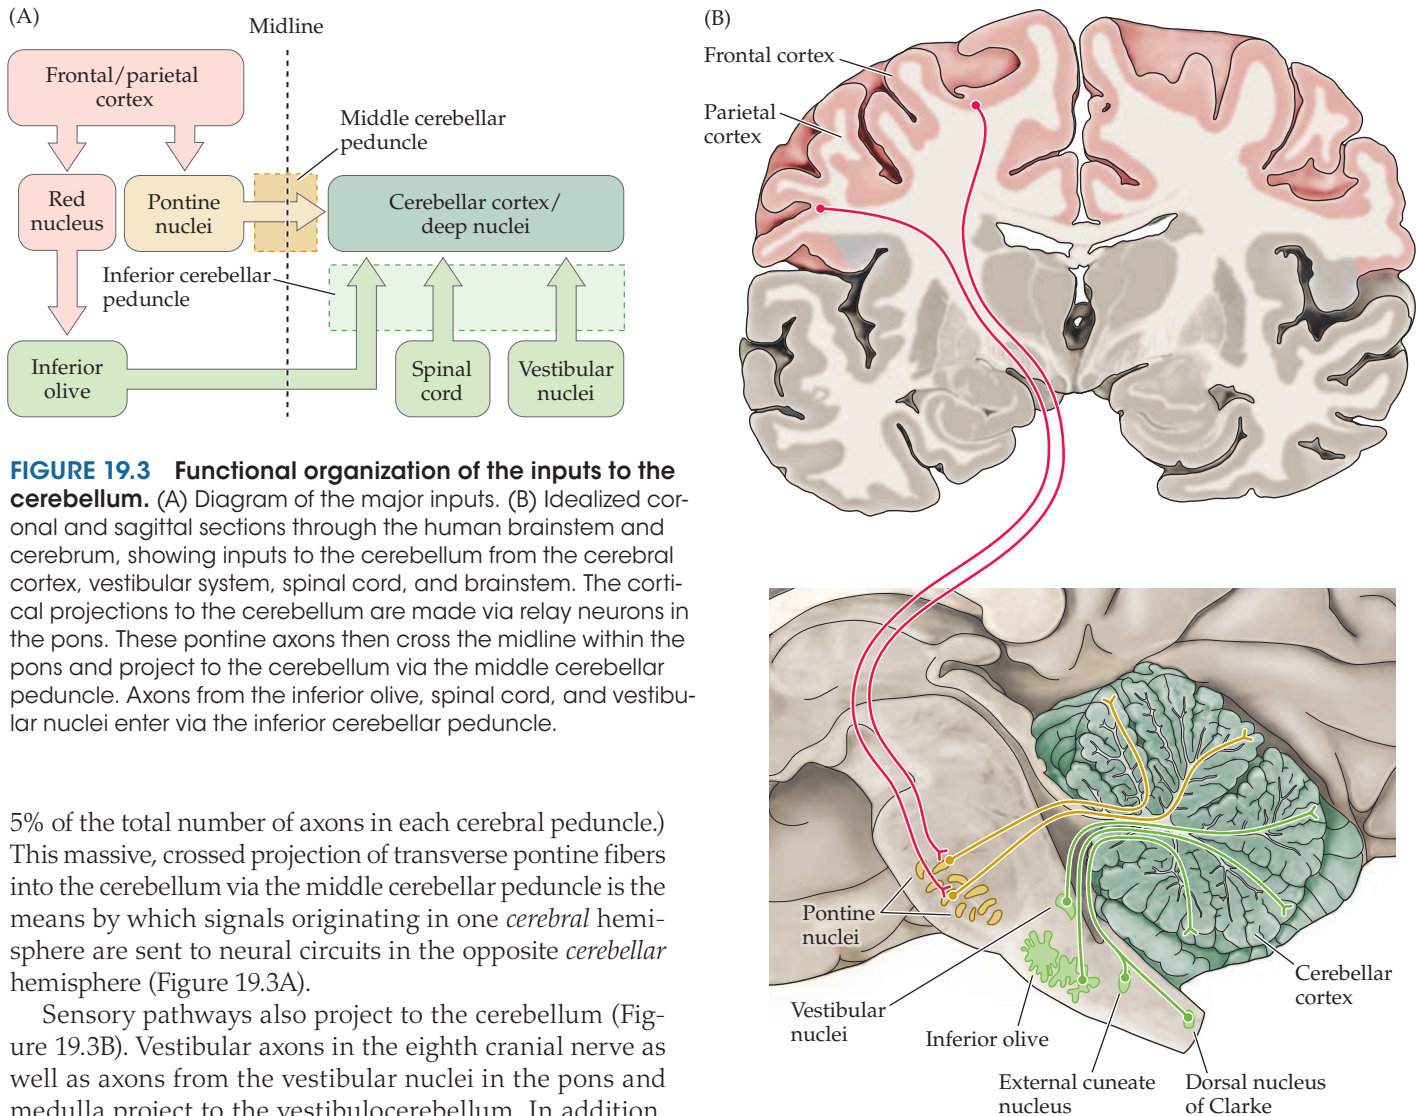 (A)
Midline
Frontal/parietal
cortex
Middle cerebellar
peduncle
Red
nucleus
Pontine
nuclei
Cerebellar cortex/
deep nuclei
Inferior cerebellar
peduncle
Inferior
olive
Spinal
cord
Vestibular
nuclei
FIGURE 19.3 Functional organization of the inputs to the
cerebellum. (A) Diagram of the major inputs. (B) Idealized cor-
onal and sagittal sections through the human brainstem and
cerebrum, showing inputs to the cerebellum from the cerebral
cortex, vestibular system, spinal cord, and brainstem. The corti-
cal projections to the cerebellum are made via relay neurons in
the pons. These pontine axons then cross the midline within the
pons and project to the cerebellum via the middle cerebellar
peduncle. Axons from the inferior olive, spinal cord, and vestibu-
lar nuclei enter via the inferior cerebellar peduncle.
5% of the total number of axons in each cerebral peduncle.)
This massive, crossed projection of transverse pontine fibers
into the cerebellum via the middle cerebellar peduncle is the
means by which signals originating in one cerebral hemi-
sphere are sent to neural circuits in the opposite cerebellar
hemisphere (Figure 19.3A).
Sensory pathways also project to the cerebellum (Fig-
ure 19.3B). Vestibular axons in the eighth cranial nerve as
well as axons from the vestibular nuclei in the pons and
medulla project to the vestibulocerebellum. In addition,
(B)
Frontal cortex
Parietal
cortex
Pontine
nuclei
Vestibular
nuclei
Inferior olive
External cuneate
nucleus
Dorsal nucleus
of Clarke
Cerebellar
cortex